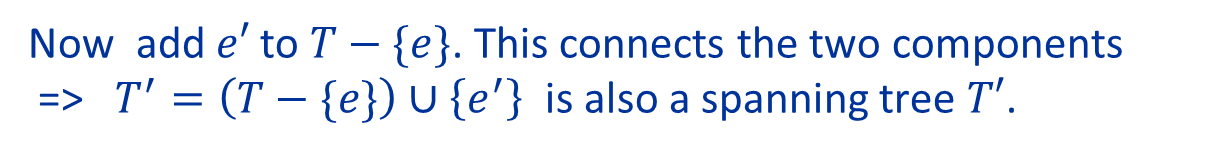 Now add 𝑒′ to 𝑇 − {𝑒}. This connects the two components
=> 𝑇′ = (𝑇 − {𝑒}) ∪ {𝑒′} is also a spanning tree 𝑇′.